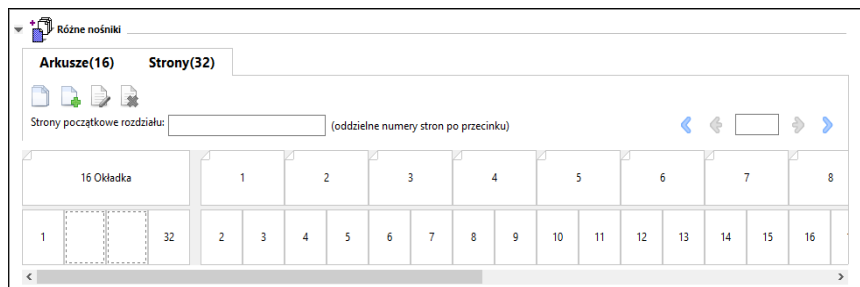 Różne nośniki
Arkusze(16) Strony(32)
Strony początkowe rozdziału: (oddzielne numery stron po przecinku)
16 Okładka 1 2 3 4 5 6 7 8
1 32 2 3 4 5 6 7 8 9 10 11 12 13 14 15 16